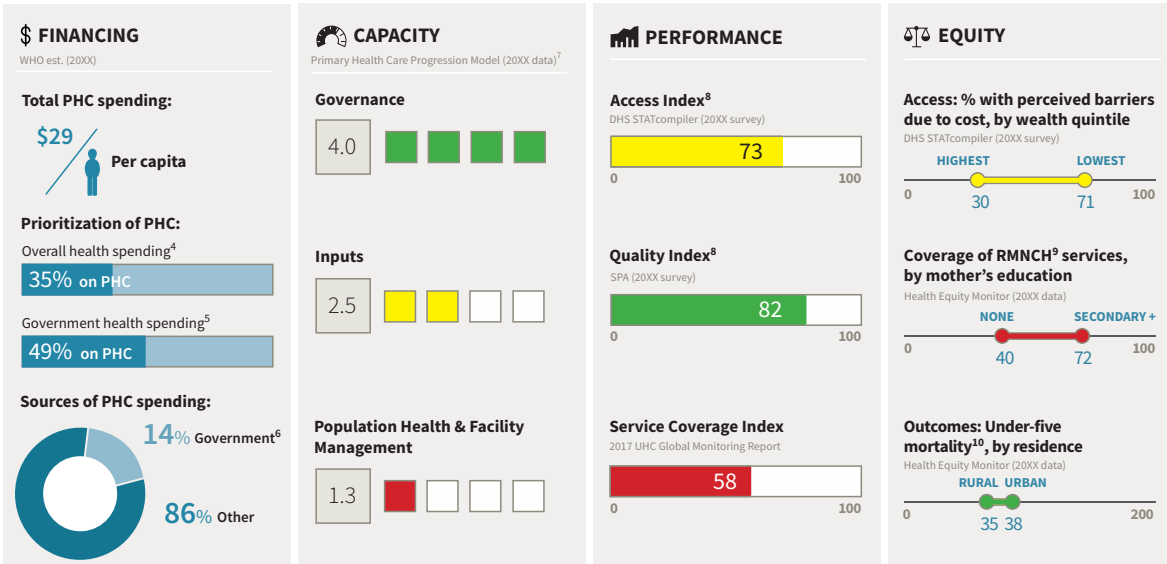 $ FINANCING
WHO est. (20XX)
Total PHC spending:
$29
Per capita
Prioritization of PHC:
Overall health spending4
35% on PHC
Government health spending5
49% on PHC
Sources of PHC spending:
14% Government6
86% Other
CAPACITY
Primary Health Care Progression Model (20XX data)7
Governance
4.0
Inputs
2.5
Population Health & Facility
Management
1.3
PERFORMANCE
Access Index8
DHS STATcompiler (20XX survey)
73
0 100
Quality Index8
SPA (20XX survey)
82
0 100
Service Coverage Index
2017 UHC Global Monitoring Report
58
0 100
EQUITY
Access: % with perceived barriers
due to cost, by wealth quintile
DHS STATcompiler (20XX survey)
HIGHEST LOWEST
0 100
30 71
Coverage of RMNCH9 services,
by mother's education
Health Equity Monitor (20XX data)
NONE SECONDARY +
0 100
40 72
Outcomes: Under-five
mortality10, by residence
Health Equity Monitor (20XX data)
RURAL URBAN
0 200
35 38